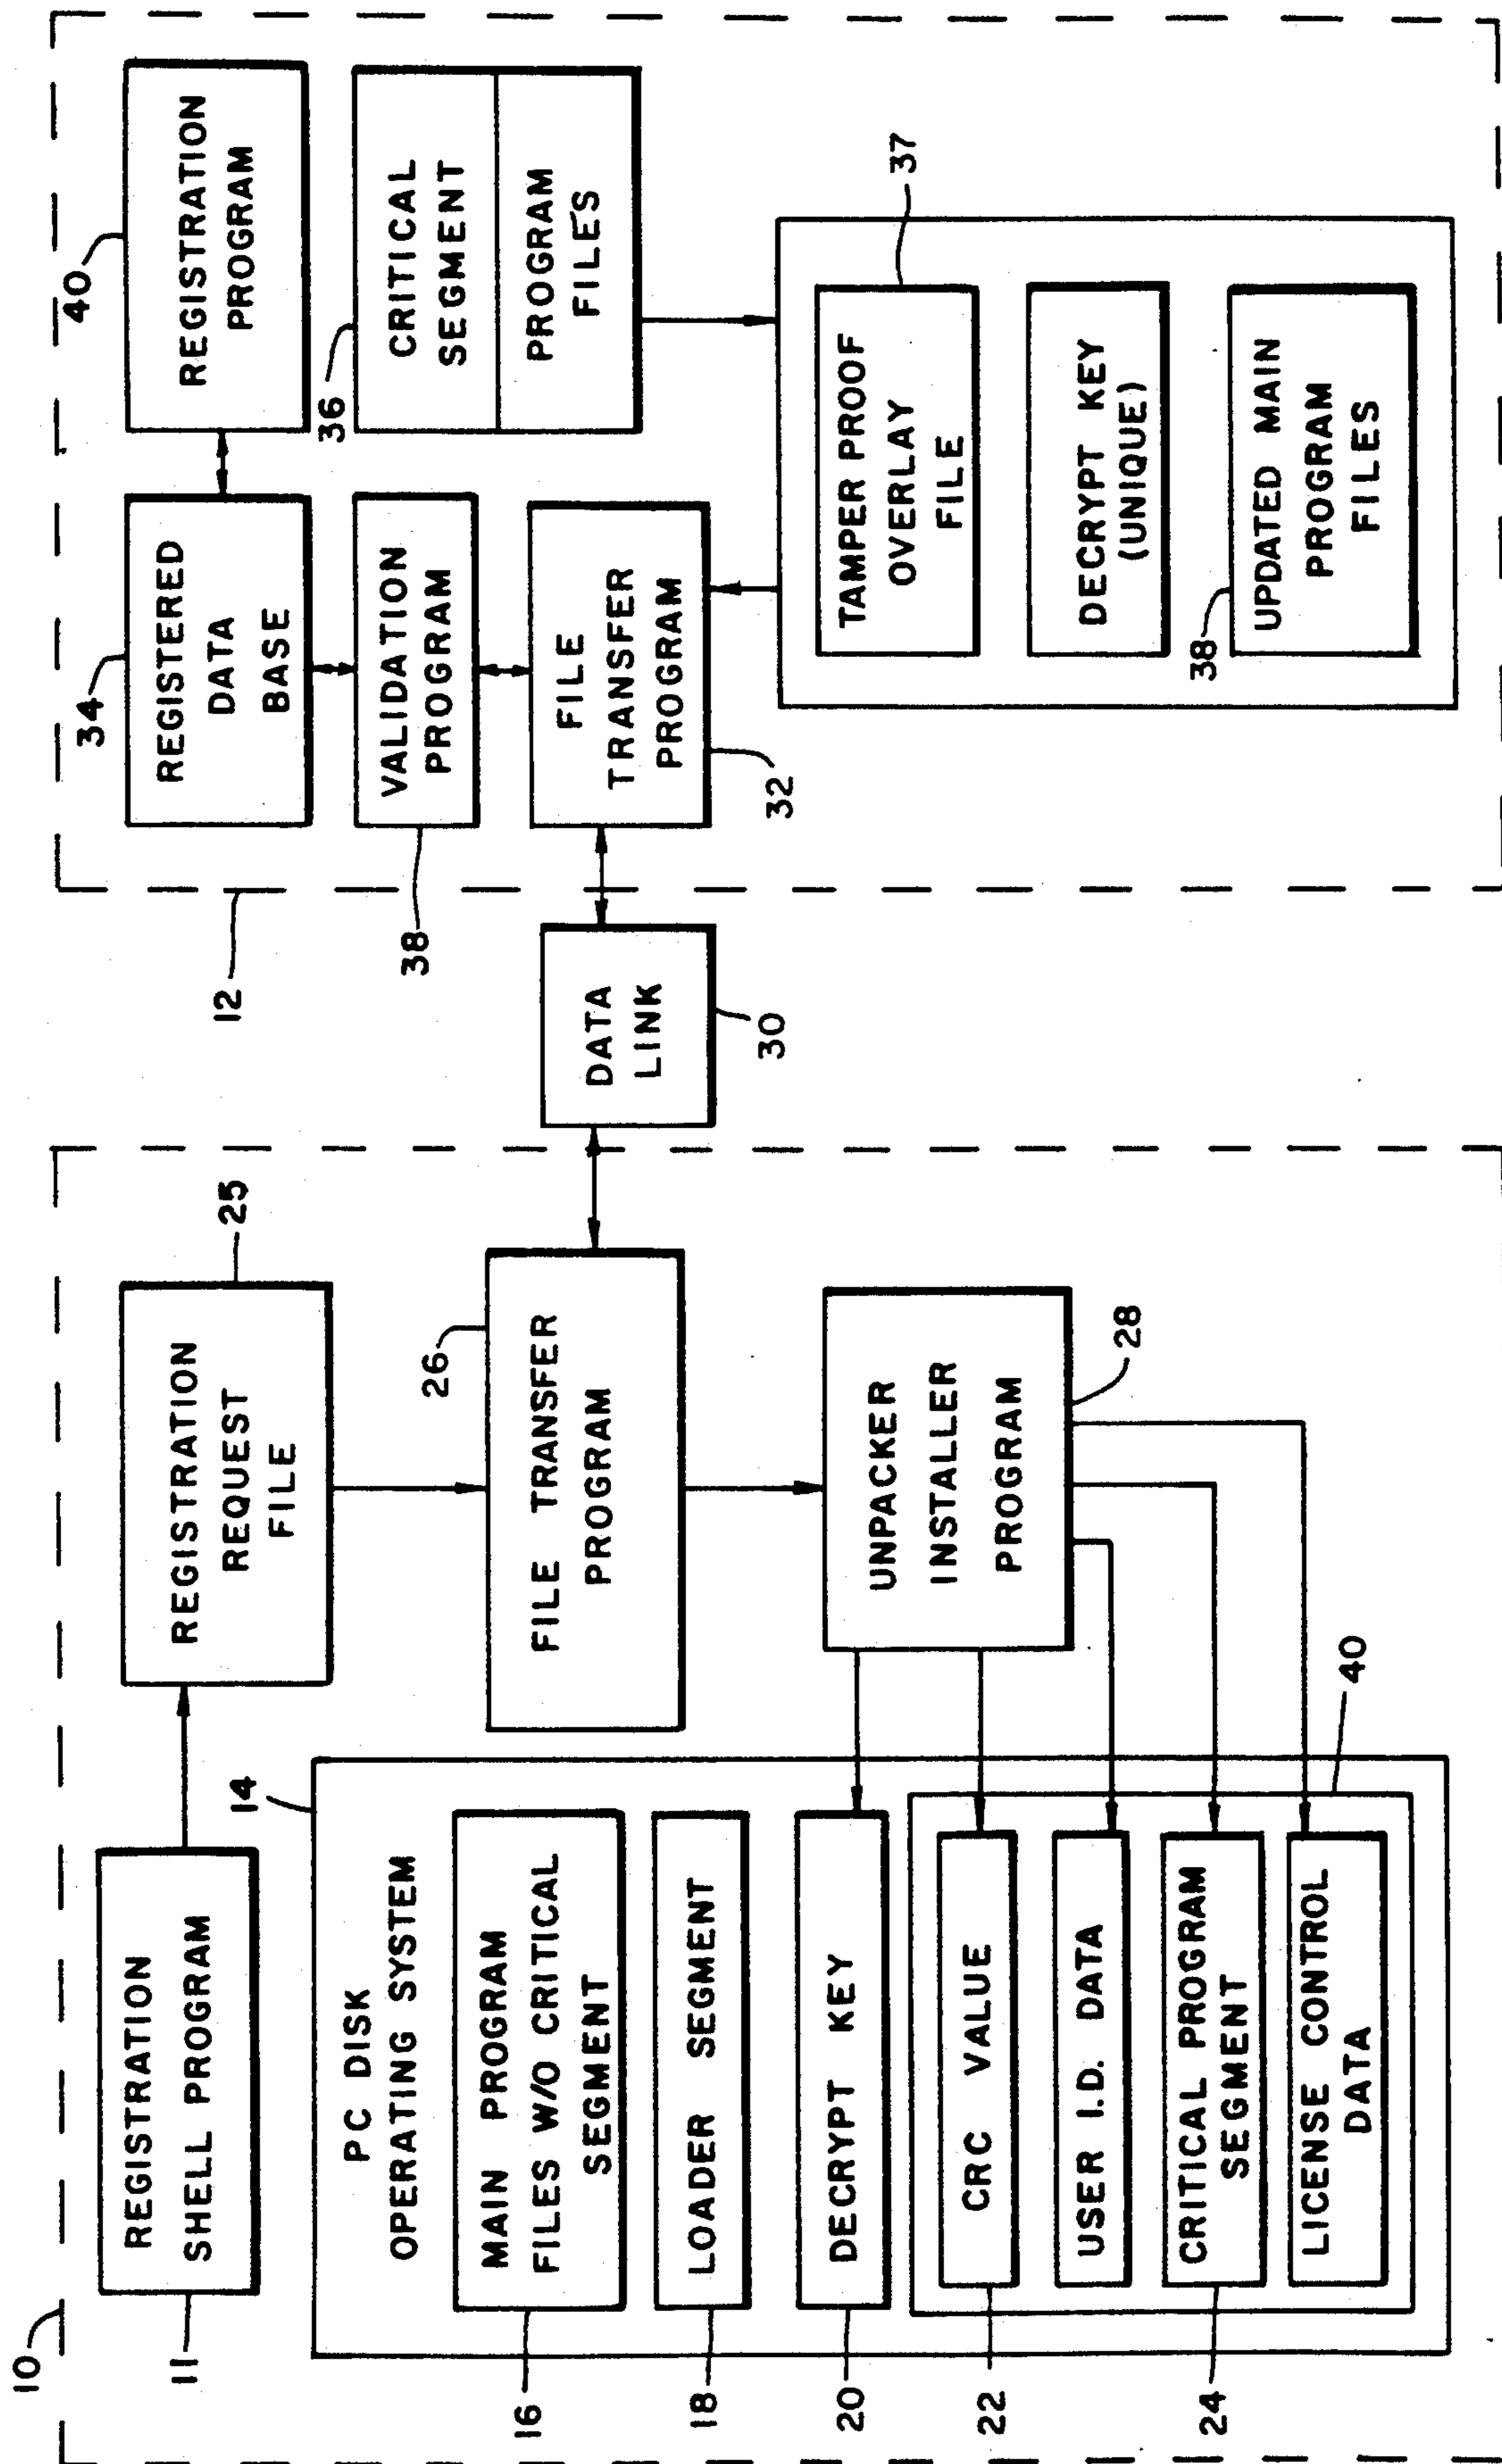 10
11
REGISTRATION
SHELL PROGRAM
REGISTRATION
REQUEST
FILE
25
14
PC DISK
OPERATING SYSTEM
16
MAIN PROGRAM
FILES W/O CRITICAL
SEGMENT
18
LOADER SEGMENT
20
DECRYPT KEY
22
CRC VALUE
USER I.D. DATA
24
CRITICAL PROGRAM
SEGMENT
LICENSE CONTROL
DATA
40
26
FILE TRANSFER
PROGRAM
UNPACKER
INSTALLER
PROGRAM
28
DATA
LINK
30
12
34
REGISTERED
DATA
BASE
40
REGISTRATION
PROGRAM
38
VALIDATION
PROGRAM
36
CRITICAL
SEGMENT
PROGRAM
FILES
FILE
TRANSFER
PROGRAM
32
TAMPER PROOF
OVERLAY
FILE
37
DECRYPT KEY
(UNIQUE)
38
UPDATED MAIN
PROGRAM
FILES